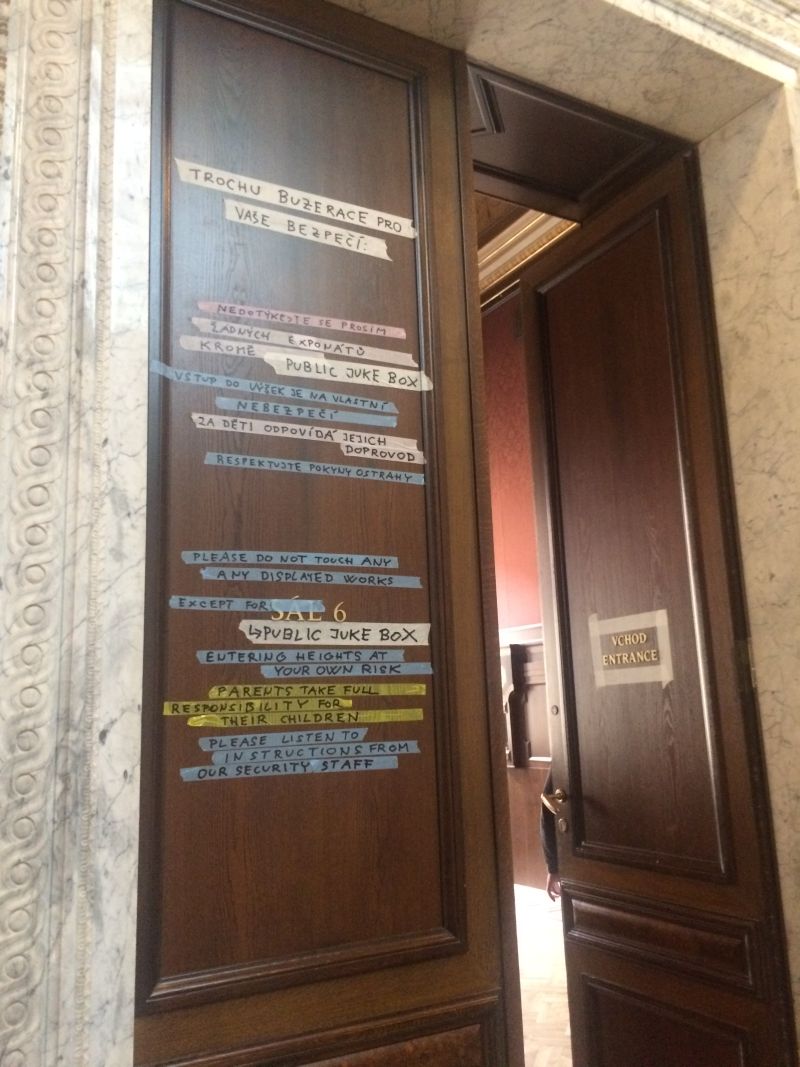 TROCHU BUZERACE PRO
VAŠE BEZPEČÍ:
NEDOTÝKEJTE SE PROSÍM
ŽÁDNÝCH EXPONÁTŮ
KROMĚ PUBLIC JUKE BOX
VSTUP DO VÝŠEK JE NA VLASTNÍ
NEBEZPEČÍ
ZA DĚTI ODPOVÍDÁ JEJICH
DOPROVOD
RESPEKTUJTE POKYNY OSTRAHY
PLEASE DO NOT TOUCH ANY
ANY DISPLAYED WORKS
EXCEPT FOR
SÁL 6
↳PUBLIC JUKE BOX
ENTERING HEIGHTS AT
YOUR OWN RISK
PARENTS TAKE FULL
RESPONSIBILITY FOR
THEIR CHILDREN
PLEASE LISTEN TO
INSTRUCTIONS FROM
OUR SECURITY STAFF
VCHOD
ENTRANCE